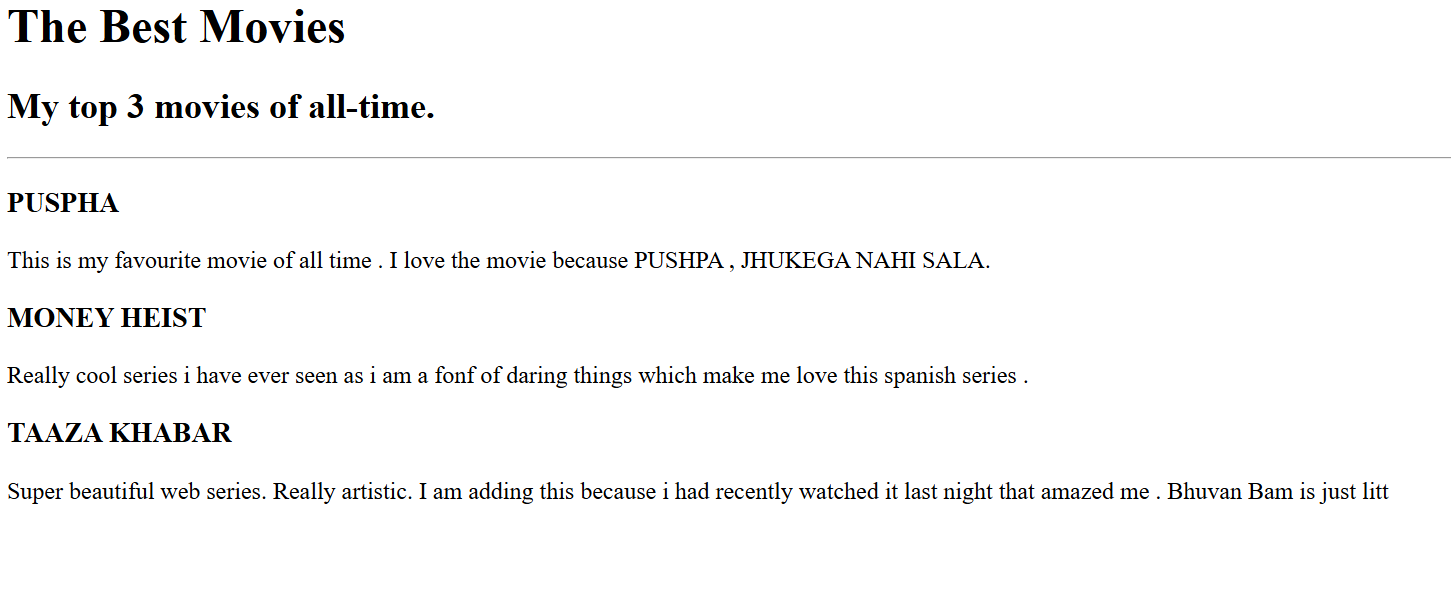 The Best Movies
My top 3 movies of all-time.
PUSPHA
This is my favourite movie of all time . I love the movie because PUSHPA , JHUKEGA NAHI SALA.
MONEY HEIST
Really cool series i have ever seen as i am a fonf of daring things which make me love this spanish series .
TAAZA KHABAR
Super beautiful web series. Really artistic. I am adding this because i had recently watched it last night that amazed me . Bhuvan Bam is just litt